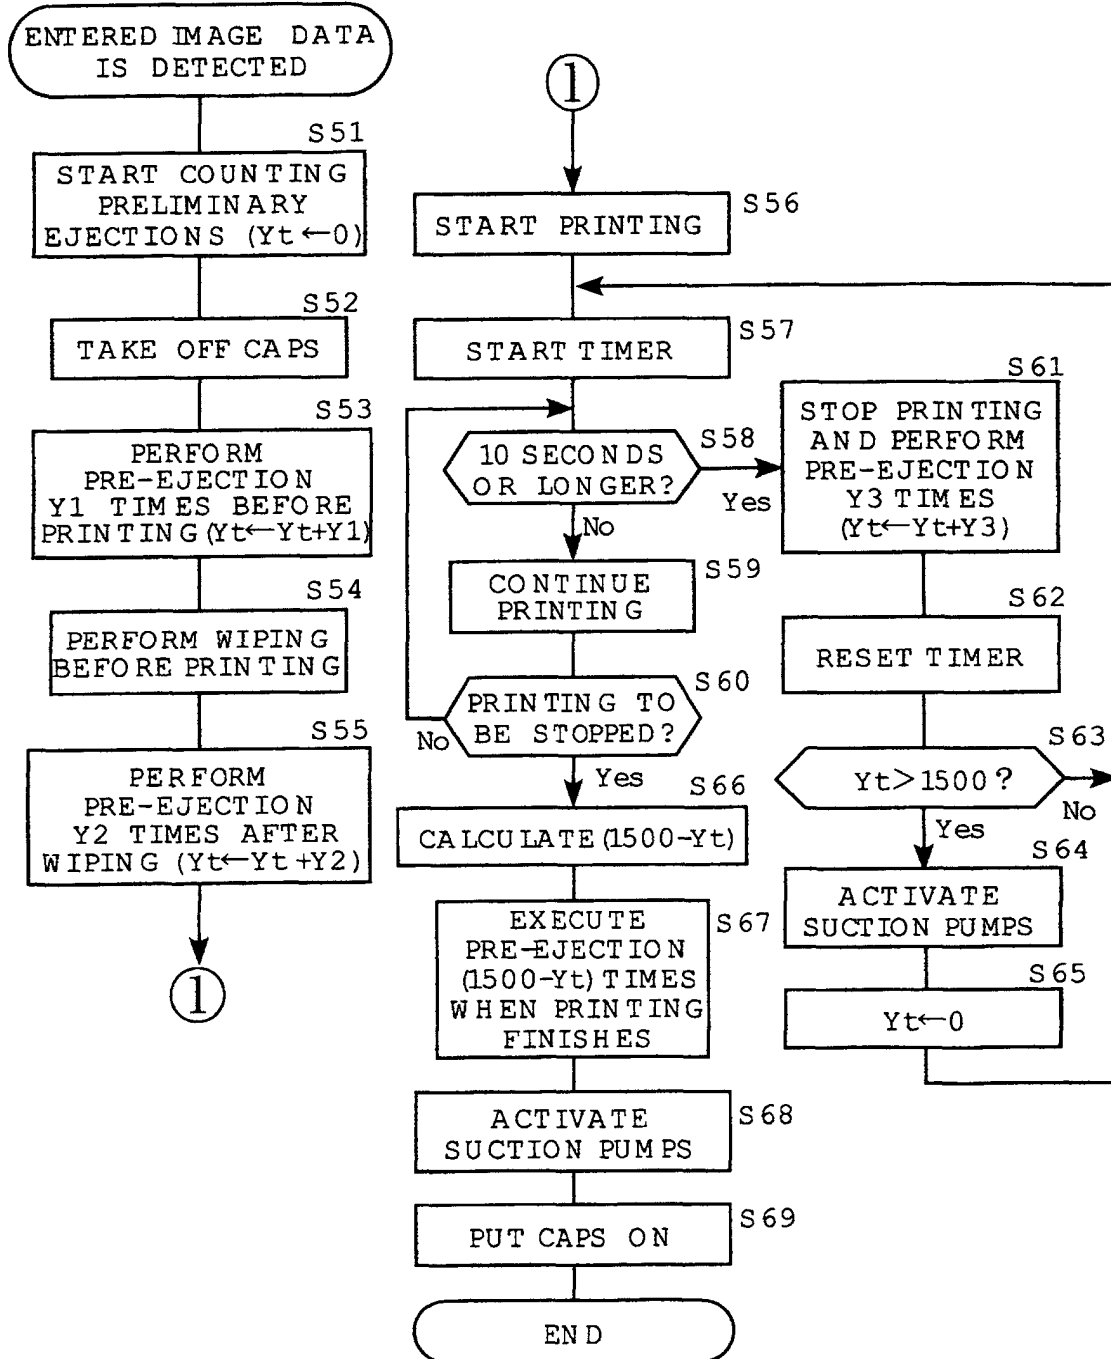 ENTERED IMAGE DATA
IS DETECTED
S51
START COUNTING
PRELIMINARY
EJECTIONS (Yt←0)
S52
TAKE OFF CAPS
S53
PERFORM
PRE-EJECTION
Y1 TIMES BEFORE
PRINTING (Yt←Yt+Y1)
S54
PERFORM WIPING
BEFORE PRINTING
S55
PERFORM
PRE-EJECTION
Y2 TIMES AFTER
WIPING (Yt←Yt+Y2)
1
1
S56
START PRINTING
S57
START TIMER
S58
10 SECONDS
OR LONGER?
Yes
No
S59
CONTINUE
PRINTING
S60
PRINTING TO
BE STOPPED?
No
Yes
S66
CALCULATE (1500-Yt)
S67
EXECUTE
PRE-EJECTION
(1500-Yt) TIMES
WHEN PRINTING
FINISHES
S68
ACTIVATE
SUCTION PUMPS
S69
PUT CAPS ON
END
S61
STOP PRINTING
AND PERFORM
PRE-EJECTION
Y3 TIMES
(Yt←Yt+Y3)
S62
RESET TIMER
S63
Yt>1500?
No
Yes
S64
ACTIVATE
SUCTION PUMPS
S65
Yt←0